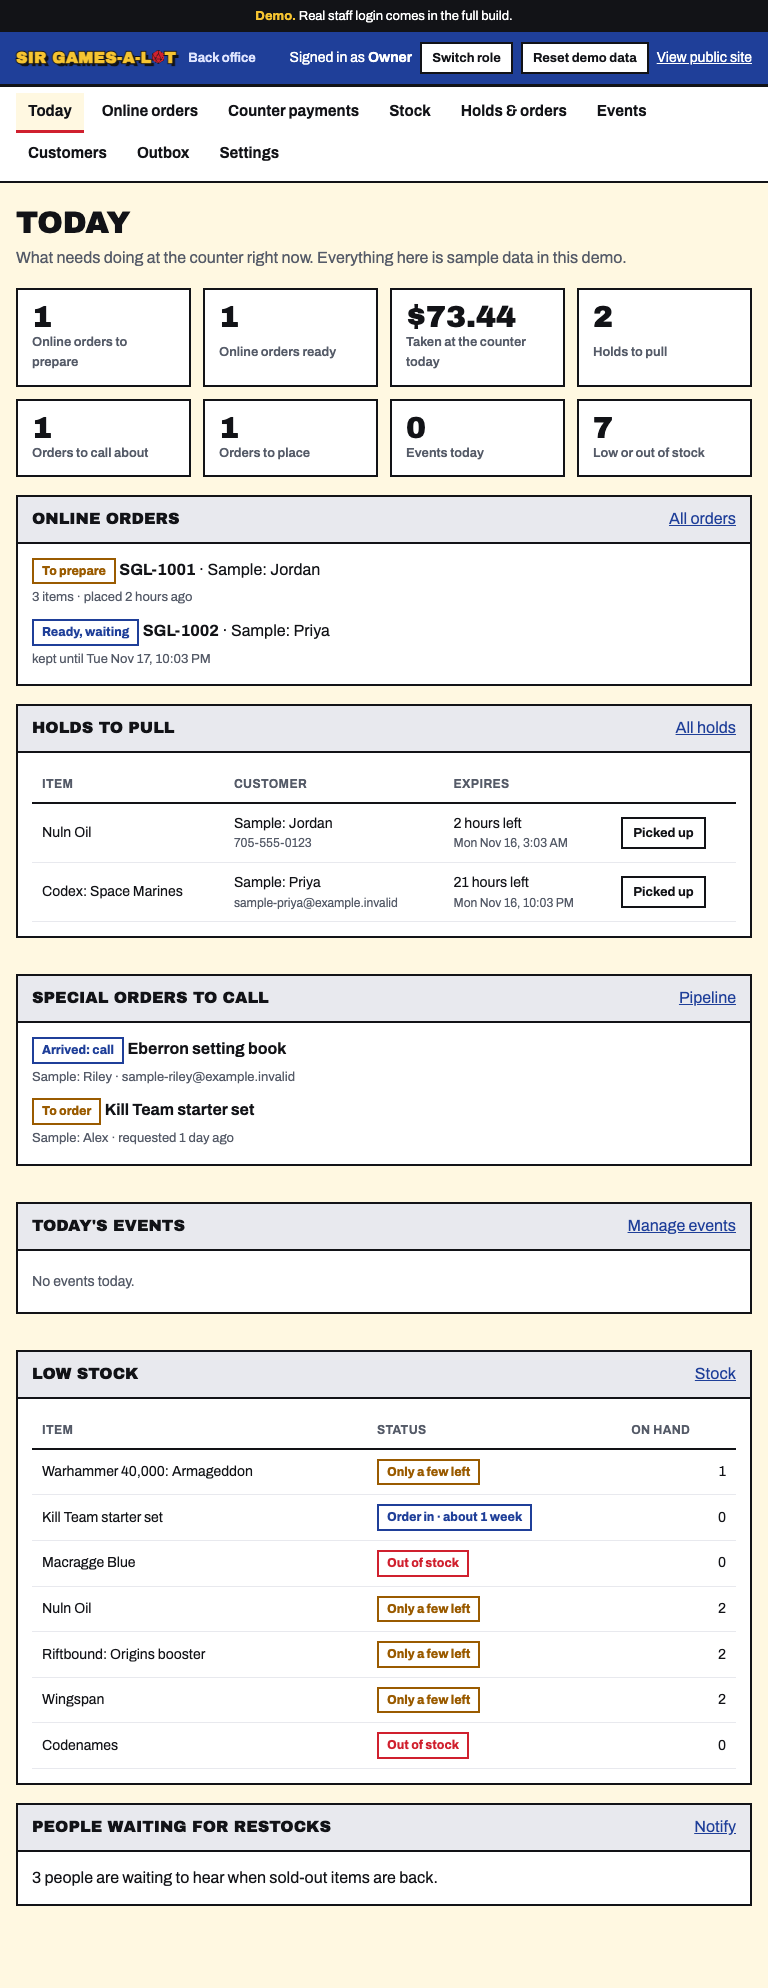 Demo. Real staff login comes in the full build.
SIR GAMES-A-LOT Back office Signed in as Owner Switch role Reset demo data View public site
Today Online orders Counter payments Stock Holds & orders Events
Customers Outbox Settings
TODAY
What needs doing at the counter right now. Everything here is sample data in this demo.
1
Online orders to
prepare
1
Online orders ready
$73.44
Taken at the counter
today
2
Holds to pull
1
Orders to call about
1
Orders to place
0
Events today
7
Low or out of stock
ONLINE ORDERS All orders
To prepare SGL-1001 · Sample: Jordan
3 items · placed 2 hours ago
Ready, waiting SGL-1002 · Sample: Priya
kept until Tue Nov 17, 10:03 PM
HOLDS TO PULL All holds
ITEM CUSTOMER EXPIRES
Nuln Oil Sample: Jordan 2 hours left Picked up
705-555-0123 Mon Nov 16, 3:03 AM
Codex: Space Marines Sample: Priya 21 hours left Picked up
sample-priya@example.invalid Mon Nov 16, 10:03 PM
SPECIAL ORDERS TO CALL Pipeline
Arrived: call Eberron setting book
Sample: Riley · sample-riley@example.invalid
To order Kill Team starter set
Sample: Alex · requested 1 day ago
TODAY'S EVENTS Manage events
No events today.
LOW STOCK Stock
ITEM STATUS ON HAND
Warhammer 40,000: Armageddon Only a few left 1
Kill Team starter set Order in · about 1 week 0
Macragge Blue Out of stock 0
Nuln Oil Only a few left 2
Riftbound: Origins booster Only a few left 2
Wingspan Only a few left 2
Codenames Out of stock 0
PEOPLE WAITING FOR RESTOCKS Notify
3 people are waiting to hear when sold-out items are back.